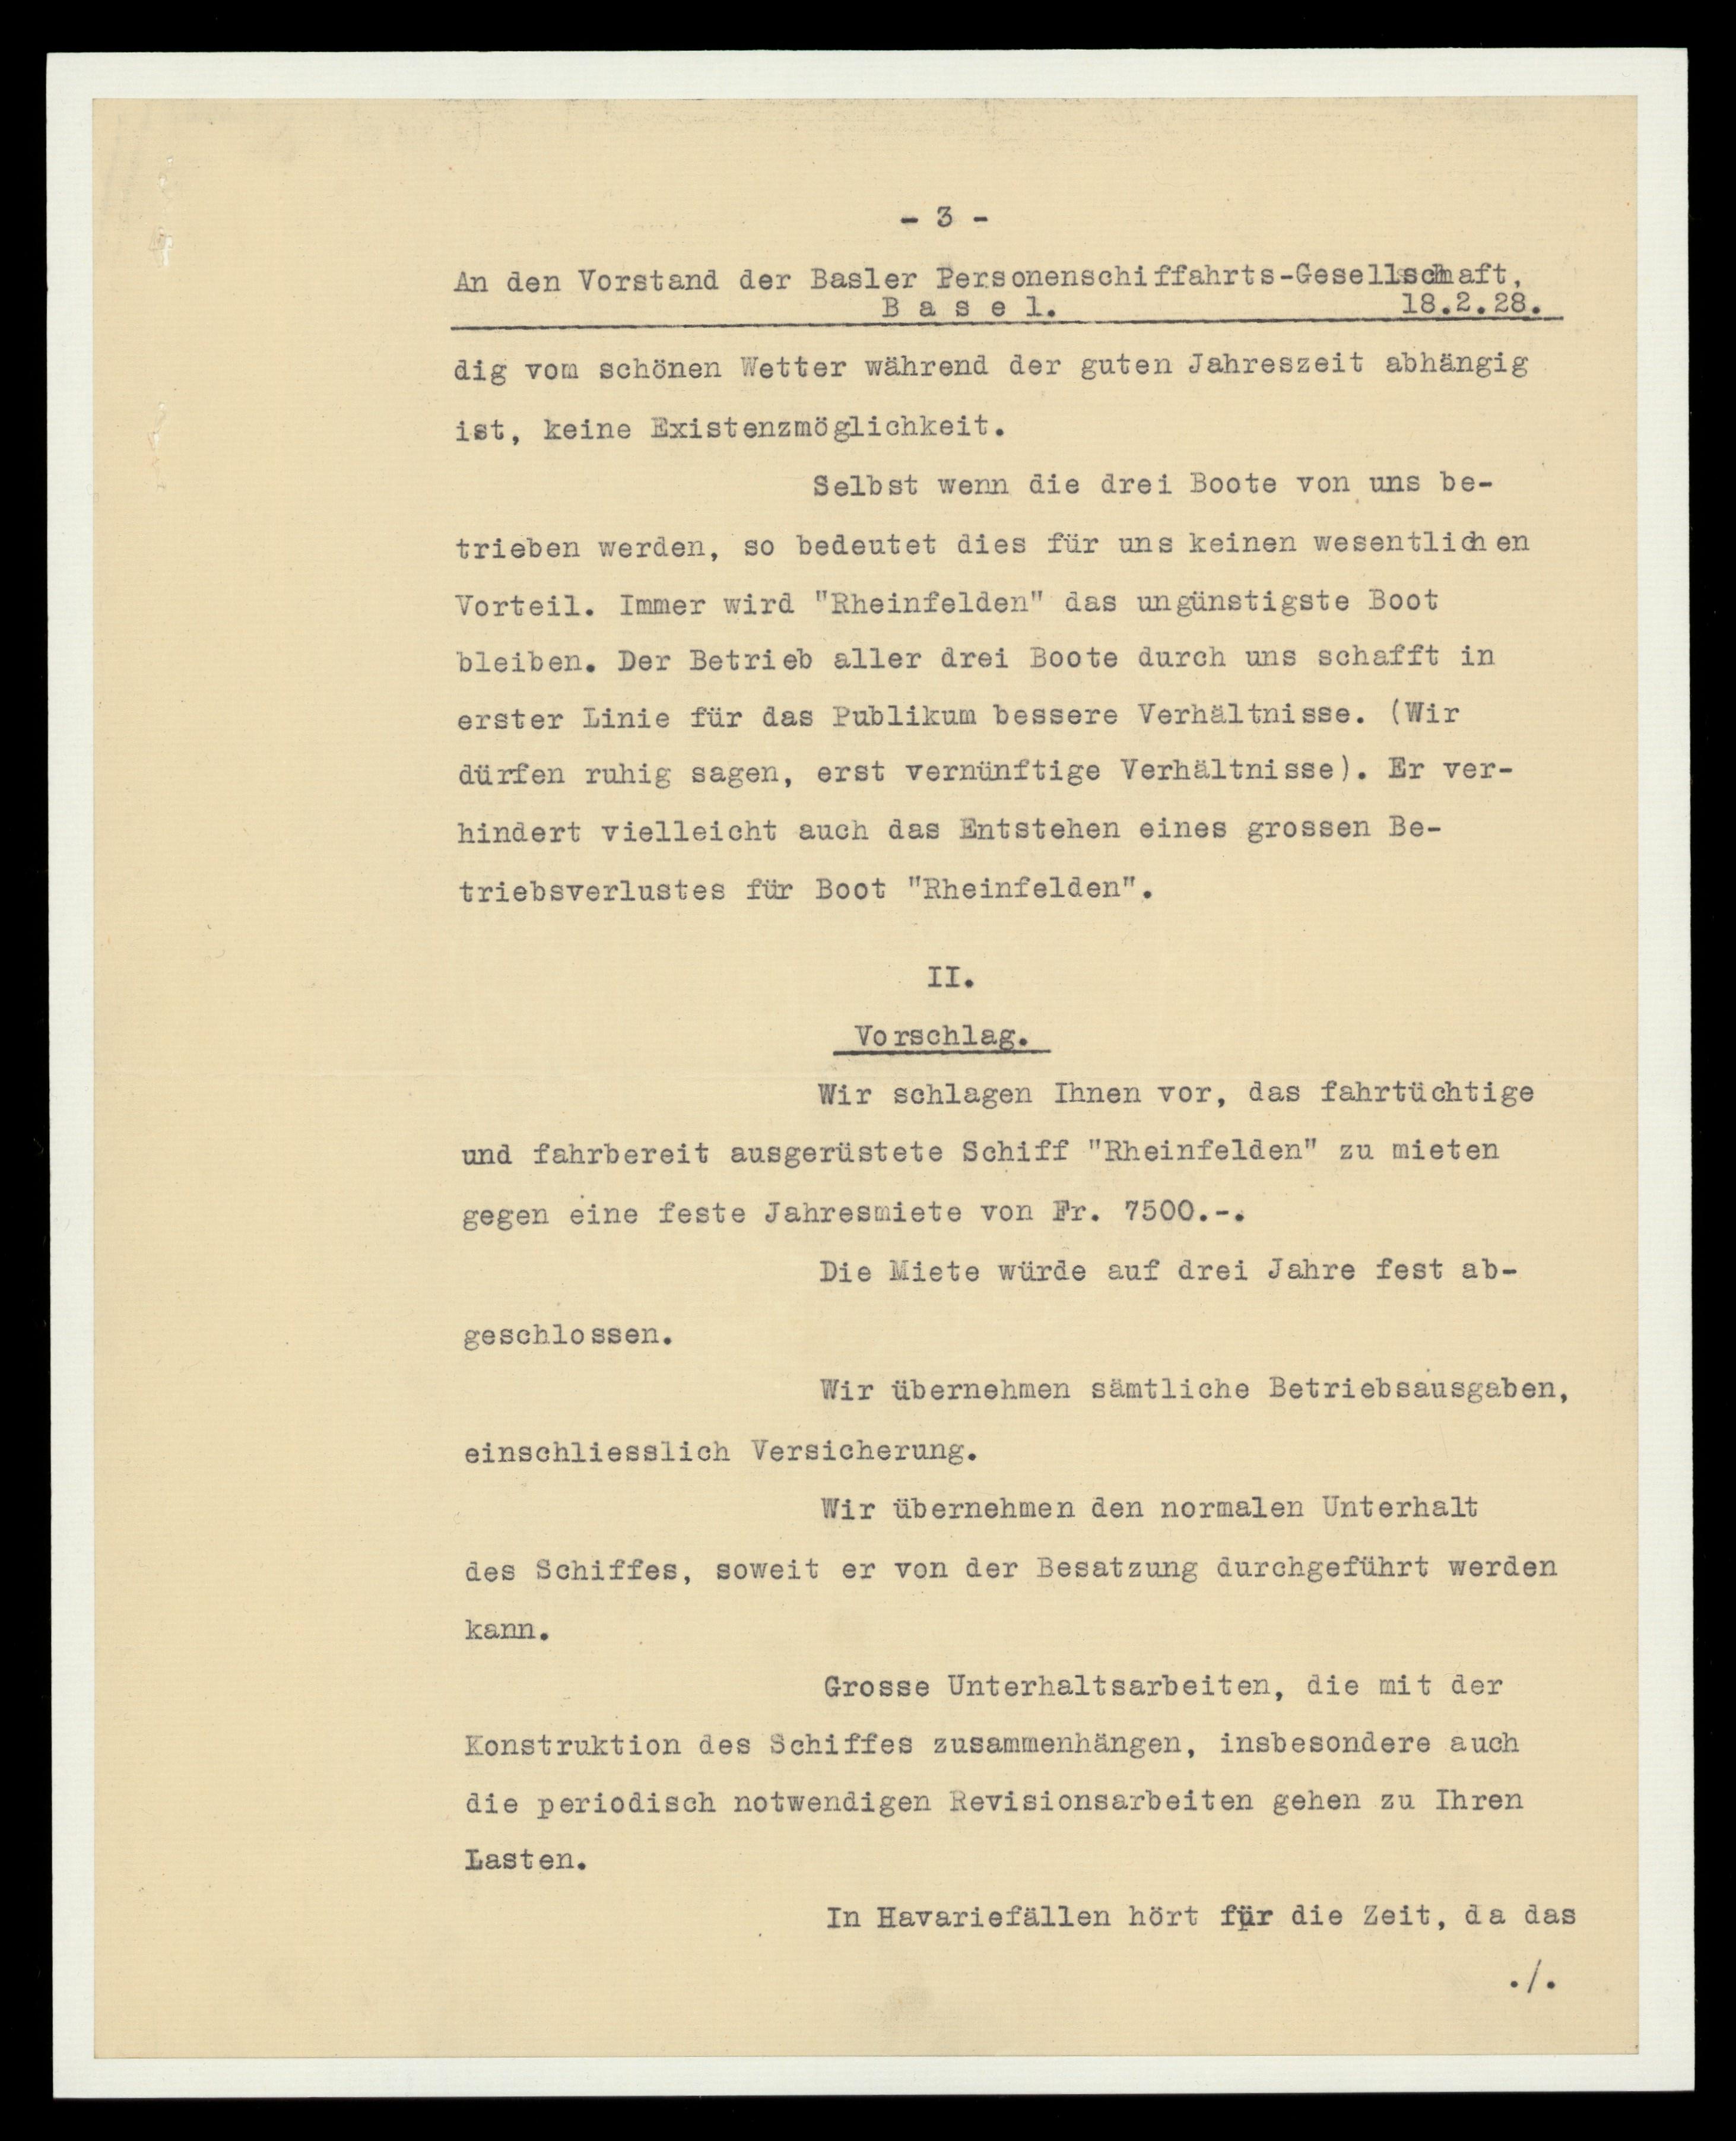 - 3 -
An den Vorstand der Basler Personenschiffahrts-Gesellschaft,
B a s e l. 18.2.28.
dig vom schönen Wetter während der guten Jahreszeit abhängig
ist, keine Existenzmöglichkeit.
Selbst wenn die drei Boote von uns be-
trieben werden, so bedeutet dies für uns keinen wesentlichen
Vorteil. Immer wird "Rheinfelden" das ungünstigste Boot
bleiben. Der Betrieb aller drei Boote durch uns schafft in
erster Linie für das Publikum bessere Verhältnisse. (Wir
dürfen ruhig sagen, erst vernünftige Verhältnisse). Er ver-
hindert vielleicht auch das Entstehen eines grossen Be-
triebsverlustes für Boot "Rheinfelden".
II.
Vorschlag.
Wir schlagen Ihnen vor, das fahrtüchtige
und fahrbereit ausgerüstete Schiff "Rheinfelden" zu mieten
gegen eine feste Jahresmiete von Fr. 7500.-.
Die Miete würde auf drei Jahre fest ab-
geschlossen.
Wir übernehmen sämtliche Betriebsausgaben,
einschliesslich Versicherung.
Wir übernehmen den normalen Unterhalt
des Schiffes, soweit er von der Besatzung durchgeführt werden
kann.
Grosse Unterhaltsarbeiten, die mit der
Konstruktion des Schiffes zusammenhängen, insbesondere auch
die periodisch notwendigen Revisionsarbeiten gehen zu Ihren
Lasten.
In Havariefällen hört für die Zeit, da das
./.